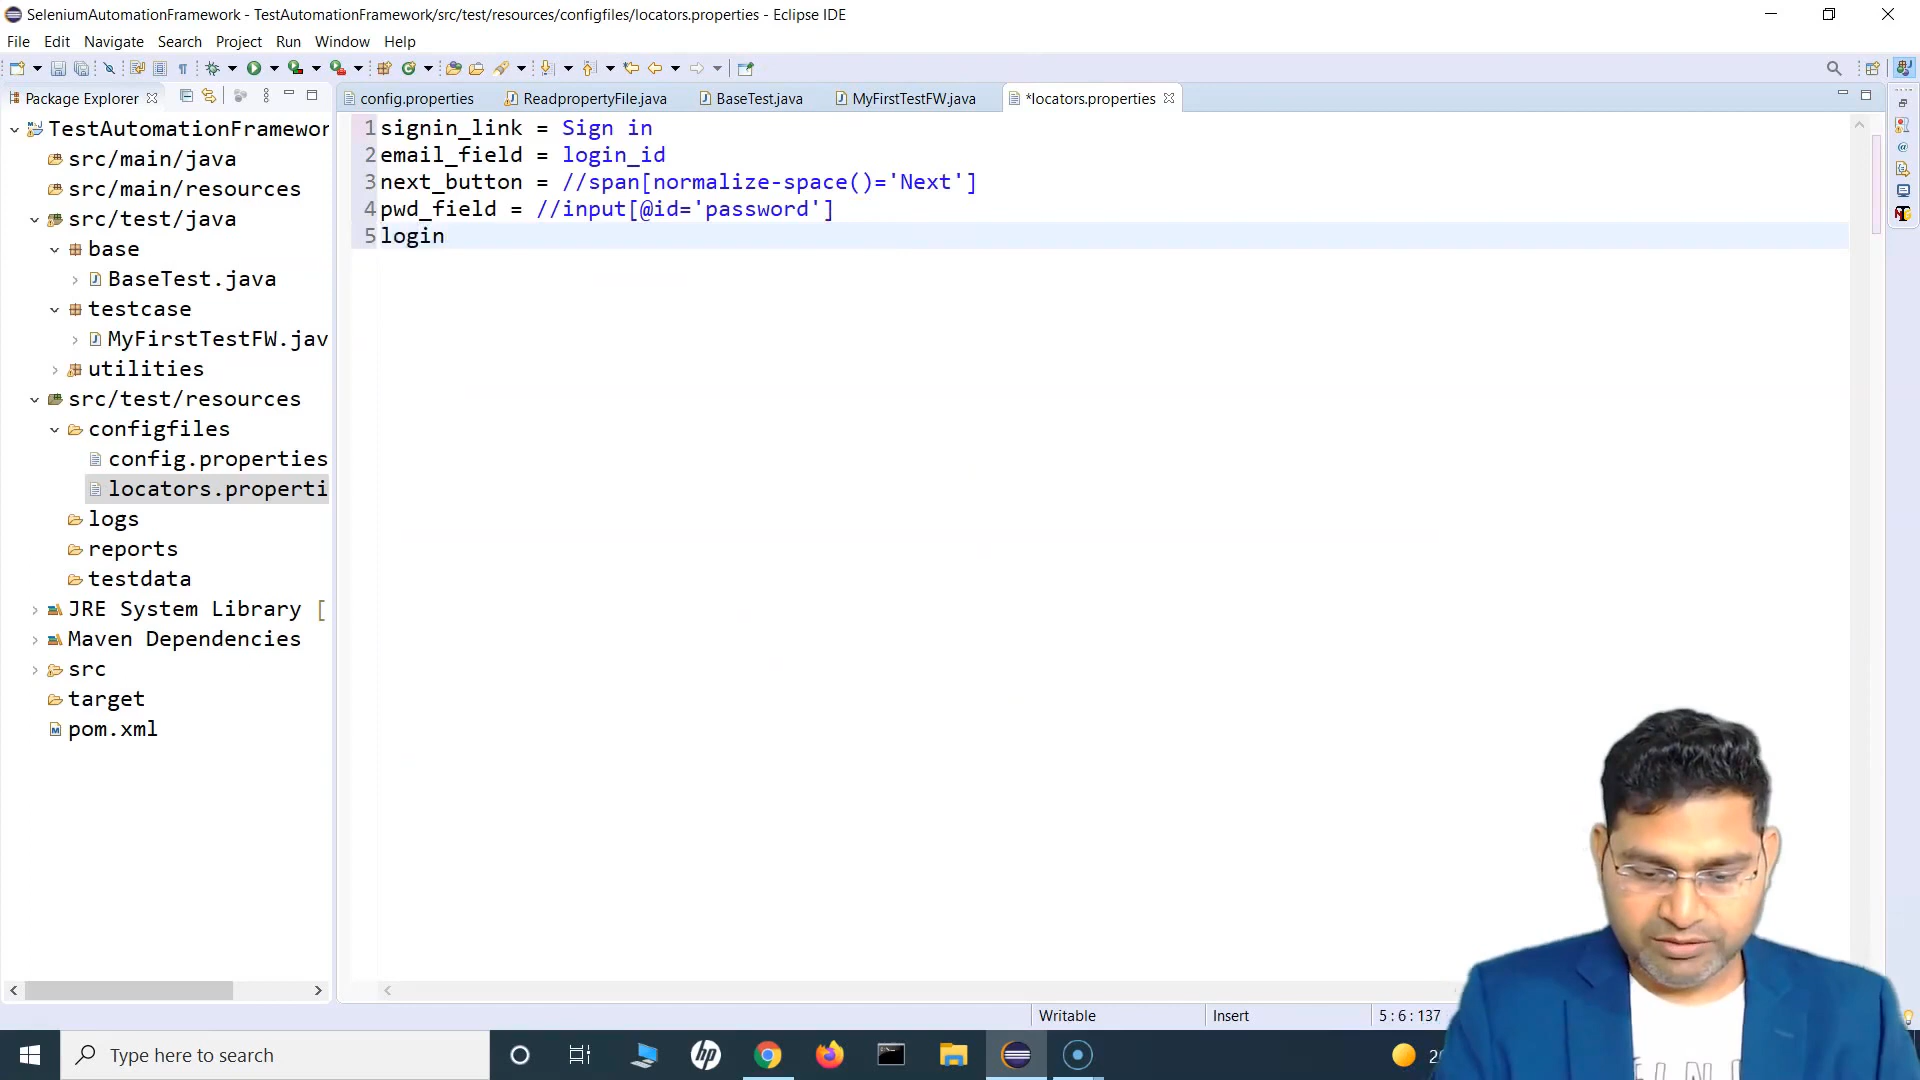 SeleniumAutomationFramework - TestAutomationFramework/src/test/resources/configfiles/locators.properties - Eclipse IDE
File Edit Navigate Search Project Run Window Help
Package Explorer
config.properties ReadpropertyFile.java BaseTest.java MyFirstTestFW.java *locators.properties
TestAutomationFramewor
src/main/java
src/main/resources
src/test/java
base
BaseTest.java
testcase
MyFirstTestFW.jav
utilities
src/test/resources
configfiles
config.properties
locators.properti
logs
reports
testdata
JRE System Library [
Maven Dependencies
src
target
pom.xml
1 signin_link = Sign in
2 email_field = login_id
3 next_button = //span[normalize-space()='Next']
4 pwd_field = //input[@id='password']
5 login
Writable Insert 5 : 6 : 137
Type here to search
hp